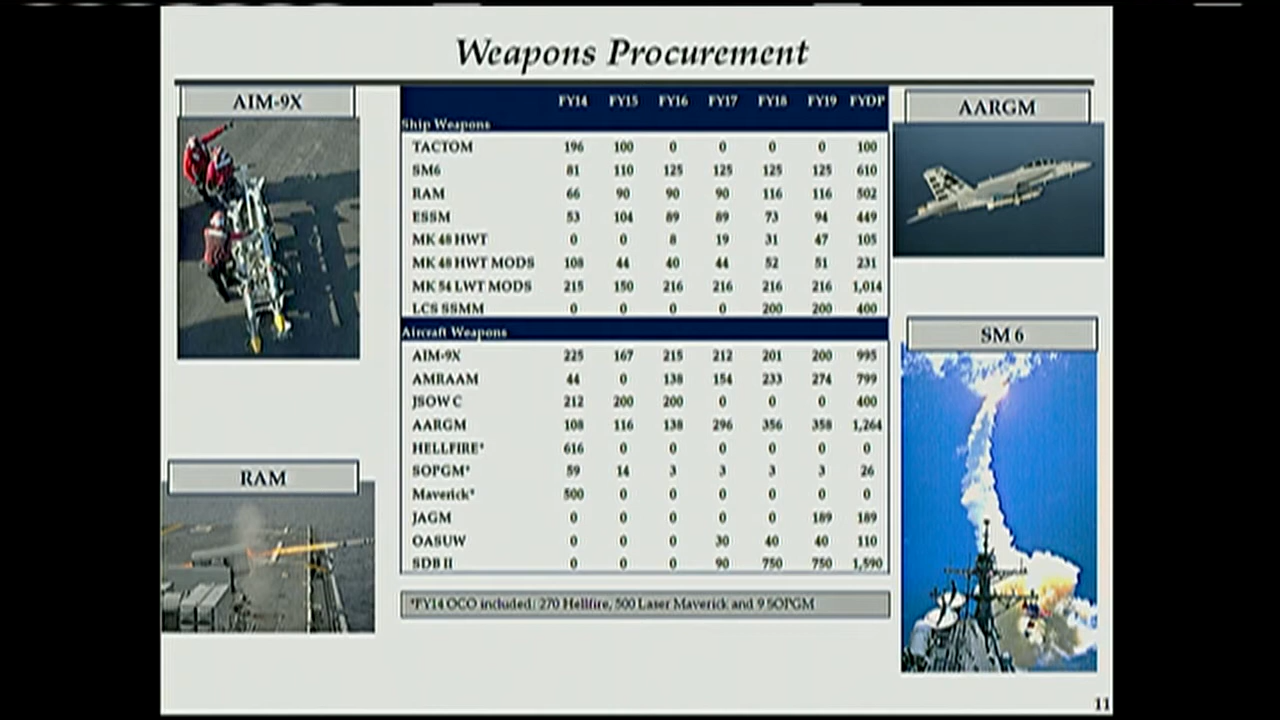 Weapons Procurement
AIM-9X
RAM
FY14 FY15 FY16 FY17 FY18 FY19 FYDP
Ship Weapons
TACTOM 196 100 0 0 0 0 100
SM6 81 110 125 125 125 125 610
RAM 66 90 90 90 116 116 502
ESSM 53 104 89 89 73 94 449
MK 48 HWT 0 0 8 19 31 47 105
MK 48 HWT MODS 108 44 40 44 52 51 231
MK 54 LWT MODS 215 150 216 216 216 216 1,014
LCS SSMM 0 0 0 0 200 200 400
Aircraft Weapons
AIM-9X 225 167 215 212 201 200 995
AMRAAM 44 0 138 154 233 274 799
JSOW C 212 200 200 0 0 0 400
AARGM 108 116 138 296 356 358 1,264
HELLFIRE* 616 0 0 0 0 0 0
SOPGM* 59 14 3 3 3 3 26
Maverick* 500 0 0 0 0 0 0
JAGM 0 0 0 0 0 189 189
OASUW 0 0 0 30 40 40 110
SDB II 0 0 0 90 750 750 1,590
*FY14 OCO included: 270 Hellfire, 500 Laser Maverick and 9 SOPGM
AARGM
SM 6
11